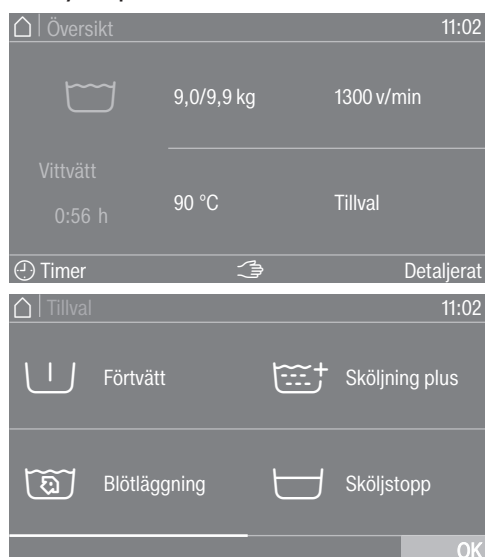 Översikt 11:02
9,0/9,9 kg 1300 v/min
Vittvätt
0:56 h
90 °C Tillval
Timer Detaljerat
Tillval 11:02
Förtvätt Sköljning plus
Blötläggning Sköljstopp
OK